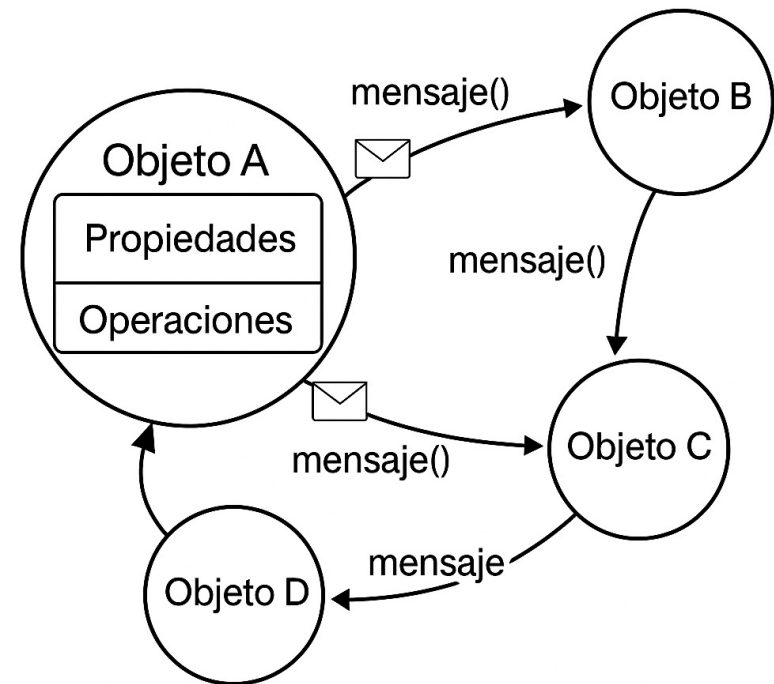 mensaje()
Objeto B
Objeto A
Propiedades
Operaciones
mensaje()
mensaje()
Objeto C
mensaje
Objeto D